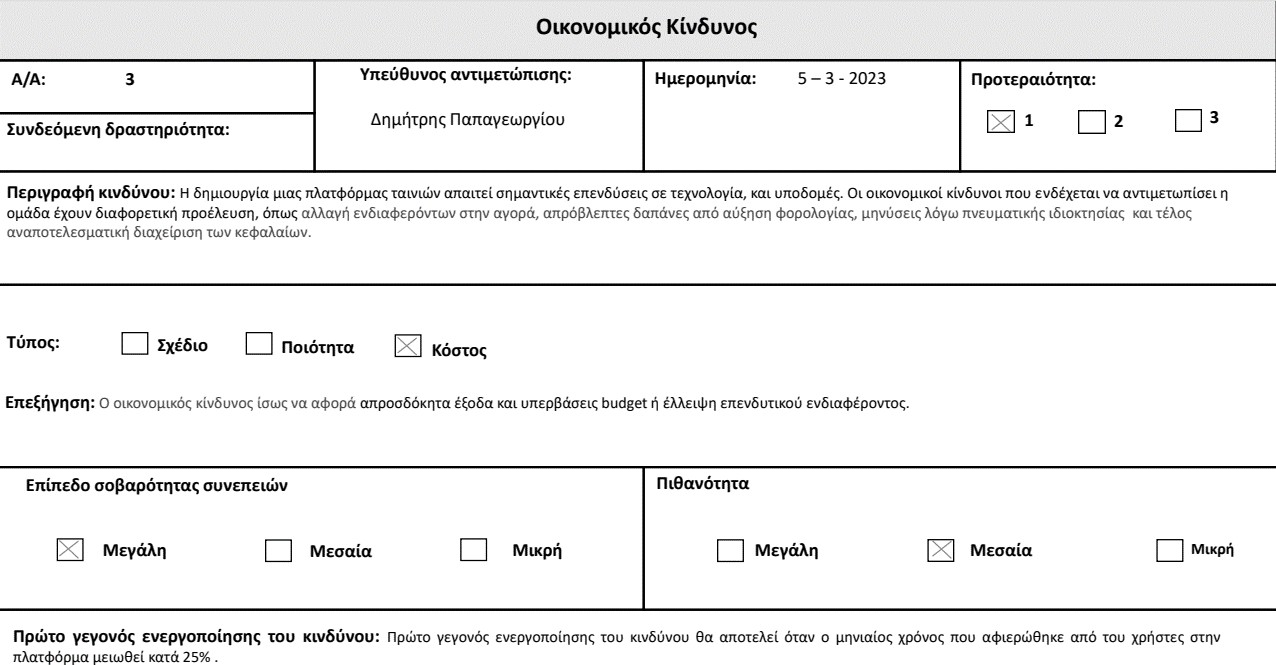 Οικονομικός Κίνδυνος
Α/Α: 3
Συνδεόμενη δραστηριότητα:
Υπεύθυνος αντιμετώπισης:
Δημήτρης Παπαγεωργίου
Ημερομηνία: 5 – 3 - 2023
Προτεραιότητα:
1 2 3
Περιγραφή κινδύνου: Η δημιουργία μιας πλατφόρμας ταινιών απαιτεί σημαντικές επενδύσεις σε τεχνολογία, και υποδομές. Οι οικονομικοί κίνδυνοι που ενδέχεται να αντιμετωπίσει η
ομάδα έχουν διαφορετική προέλευση, όπως αλλαγή ενδιαφερόντων στην αγορά, απρόβλεπτες δαπάνες από αύξηση φορολογίας, μηνύσεις λόγω πνευματικής ιδιοκτησίας και τέλος
αναποτελεσματική διαχείριση των κεφαλαίων.
Τύπος: Σχέδιο Ποιότητα Κόστος
Επεξήγηση: Ο οικονομικός κίνδυνος ίσως να αφορά απροσδόκητα έξοδα και υπερβάσεις budget ή έλλειψη επενδυτικού ενδιαφέροντος.
Επίπεδο σοβαρότητας συνεπειών
Μεγάλη Μεσαία Μικρή
Πιθανότητα
Μεγάλη Μεσαία Μικρή
Πρώτο γεγονός ενεργοποίησης του κινδύνου: Πρώτο γεγονός ενεργοποίησης του κινδύνου θα αποτελεί όταν ο μηνιαίος χρόνος που αφιερώθηκε από του χρήστες στην
πλατφόρμα μειωθεί κατά 25% .